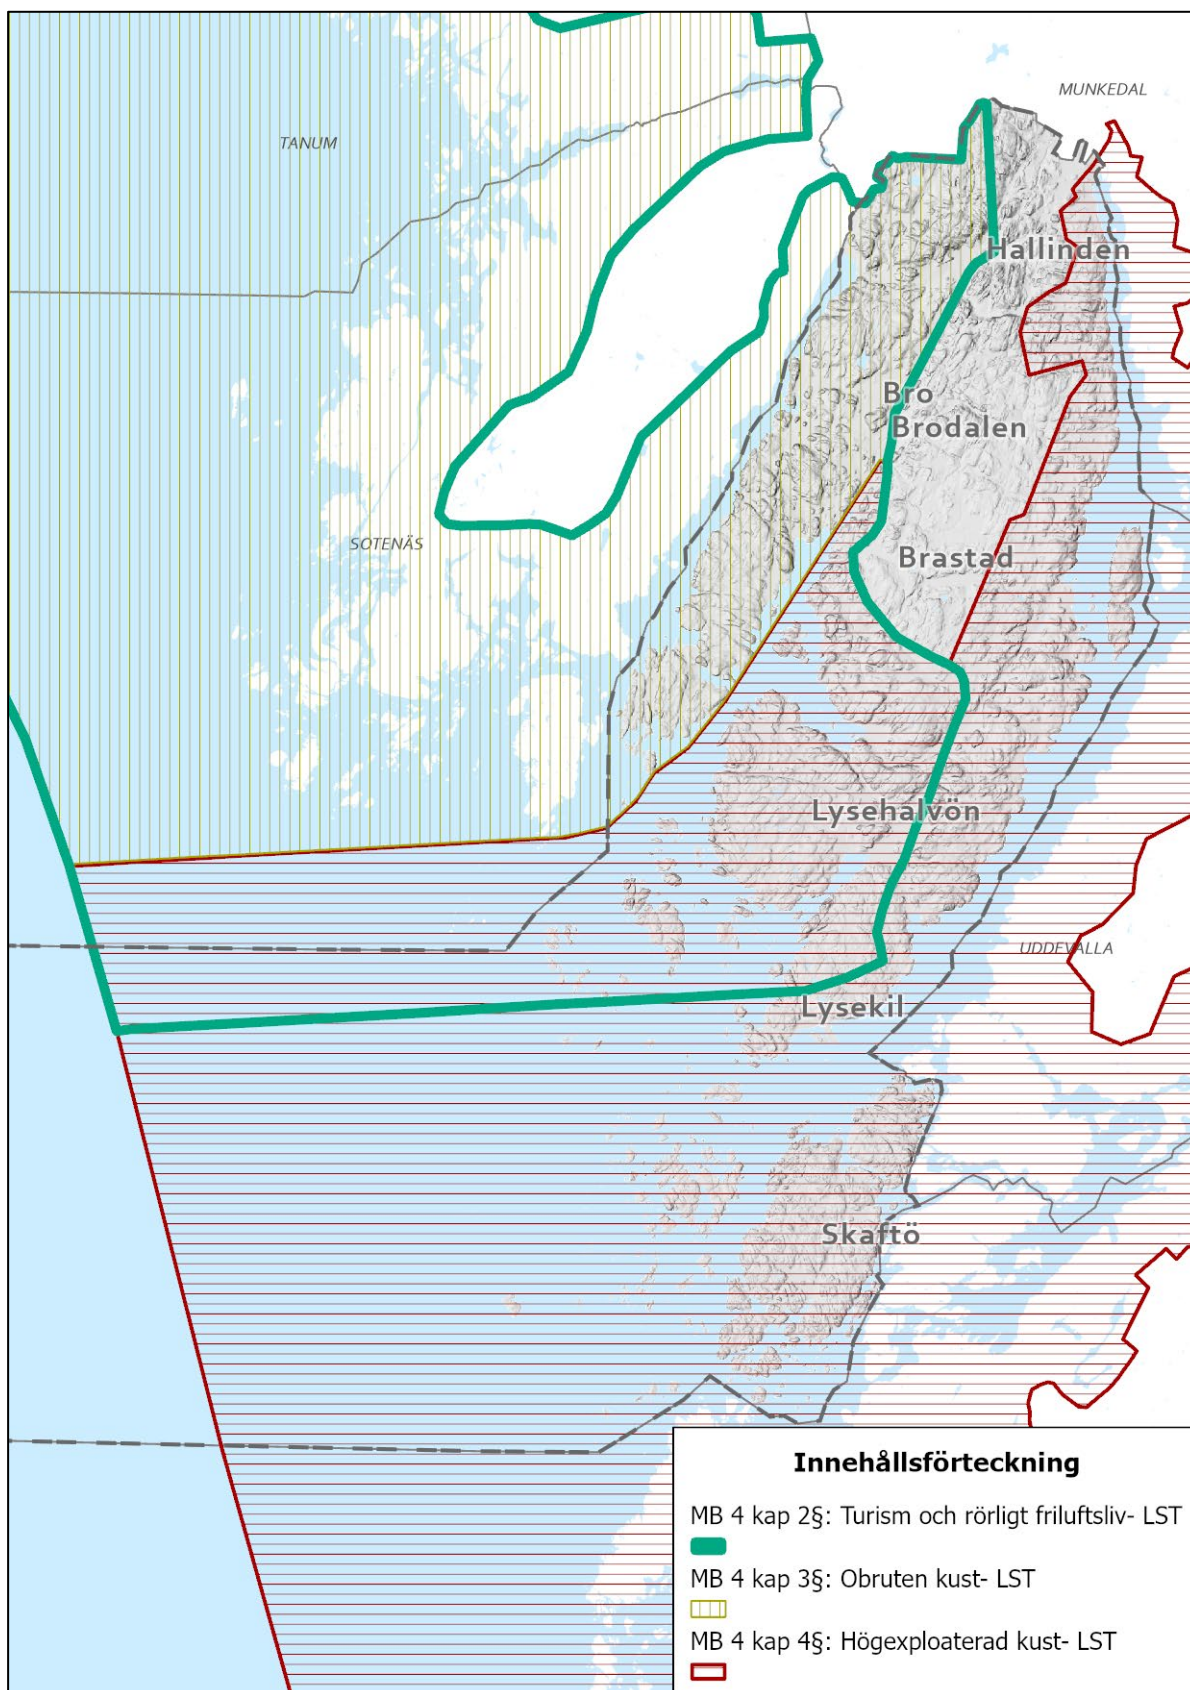 MUNKEDAL
TANUM
Hallinden
Bro
Brodalen
SOTENÄS
Brastad
Lysehalvön
UDDEVALLA
Lysekil
Skaftö
Innehållsförteckning
MB 4 kap 2§: Turism och rörligt friluftsliv- LST
MB 4 kap 3§: Obruten kust- LST
MB 4 kap 4§: Högexploaterad kust- LST